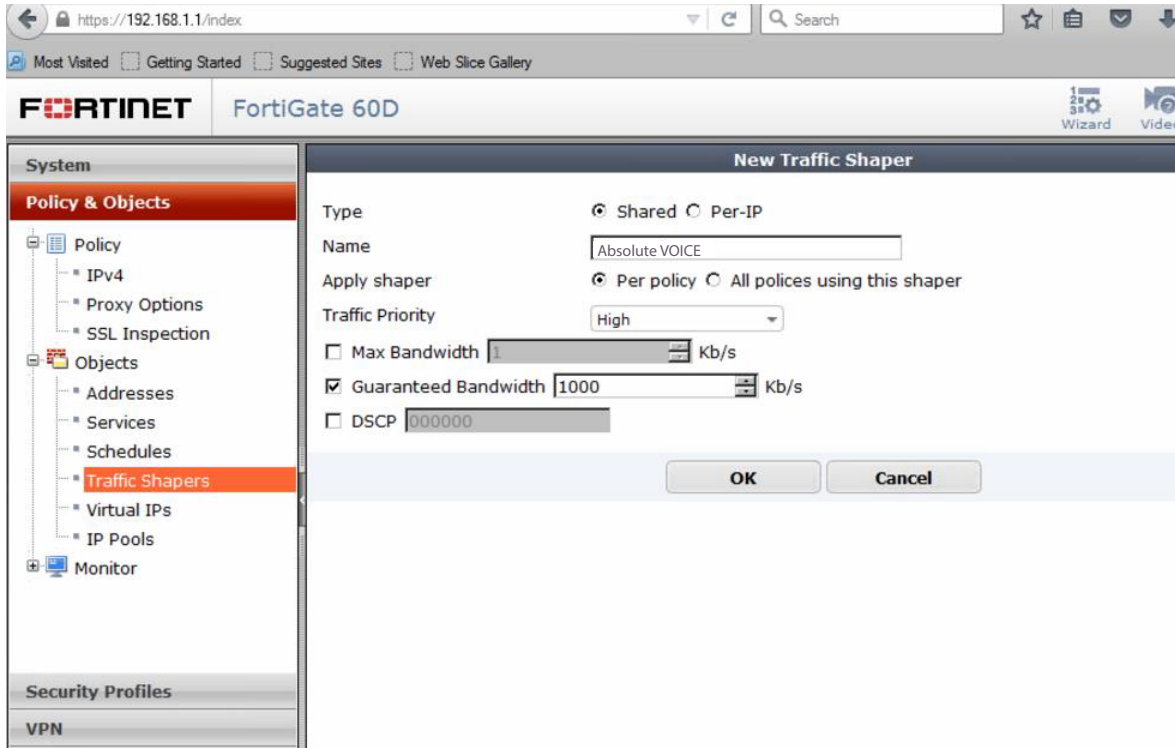 https://192.168.1.1/index
Search
Most Visited Getting Started Suggested Sites Web Slice Gallery
FORTINET FortiGate 60D
Wizard
System
Policy & Objects
Policy
IPv4
Proxy Options
SSL Inspection
Objects
Addresses
Services
Schedules
Traffic Shapers
Virtual IPs
IP Pools
Monitor
Security Profiles
VPN
New Traffic Shaper
Type Shared Per-IP
Name Absolute VOICE
Apply shaper Per policy All polices using this shaper
Traffic Priority High
Max Bandwidth 1 Kb/s
Guaranteed Bandwidth 1000 Kb/s
DSCP 000000
OK Cancel